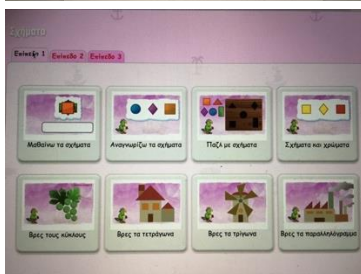 Σχήματα
Επίπεδο 1 Επίπεδο 2 Επίπεδο 3
Μαθαίνω τα σχήματα
Αναγνωρίζω τα σχήματα
Παζλ με σχήματα
Σχήματα και χρώματα
Βρες τους κύκλους
Βρες τα τετράγωνα
Βρες τα τρίγωνα
Βρες τα παραλληλόγραμμα